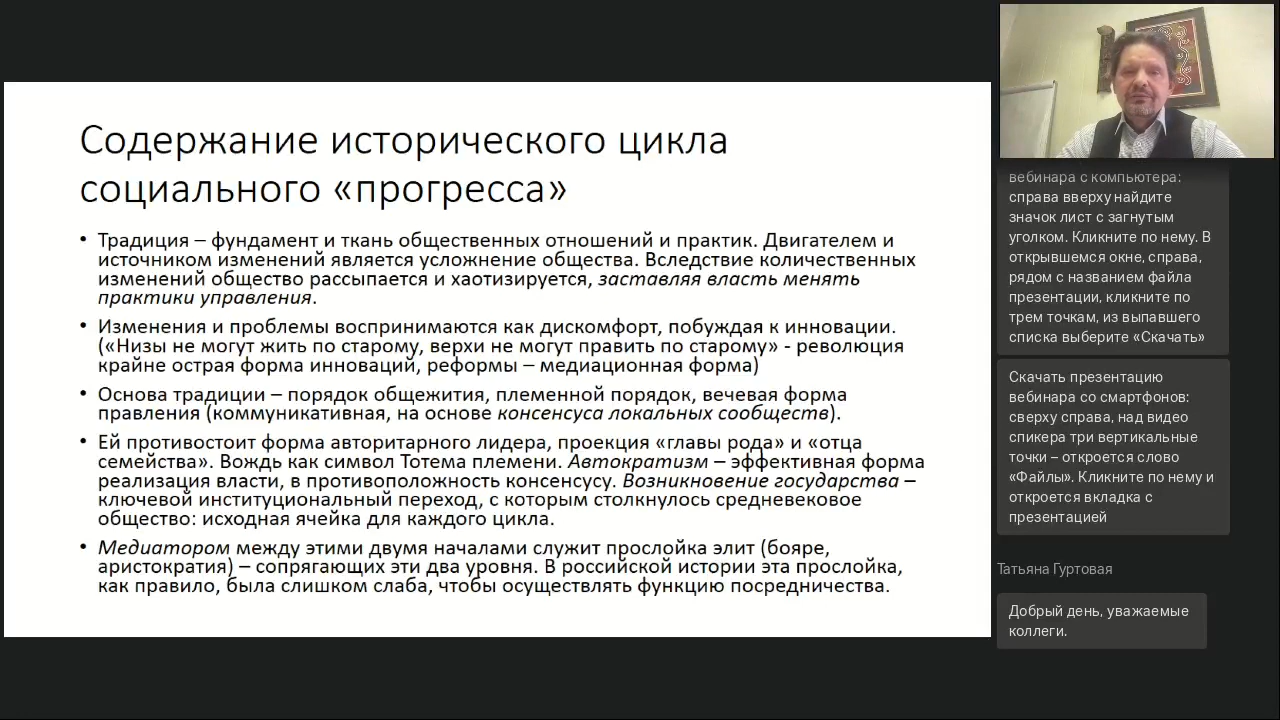 Содержание исторического цикла
социального «прогресса»
• Традиция – фундамент и ткань общественных отношений и практик. Двигателем и
источником изменений является усложнение общества. Вследствие количественных
изменений общество рассыпается и хаотизируется, заставляя власть менять
практики управления.
• Изменения и проблемы воспринимаются как дискомфорт, побуждая к инновации.
(«Низы не могут жить по старому, верхи не могут править по старому» - революция
крайне острая форма инноваций, реформы – медиационная форма)
• Основа традиции – порядок общежития, племенной порядок, вечевая форма
правления (коммуникативная, на основе консенсуса локальных сообществ).
• Ей противостоит форма авторитарного лидера, проекция «главы рода» и «отца
семейства». Вождь как символ Тотема племени. Автократизм – эффективная форма
реализация власти, в противоположность консенсусу. Возникновение государства –
ключевой институциональный переход, с которым столкнулось средневековое
общество: исходная ячейка для каждого цикла.
• Медиатором между этими двумя началами служит прослойка элит (бояре,
аристократия) – сопрягающих эти два уровня. В российской истории эта прослойка,
как правило, была слишком слаба, чтобы осуществлять функцию посредничества.
вебинара с компьютера:
справа вверху найдите
значок лист с загнутым
уголком. Кликните по нему. В
открывшемся окне, справа,
рядом с названием файла
презентации, кликните по
трем точкам, из выпавшего
списка выберите «Скачать»
Скачать презентацию
вебинара со смартфонов:
сверху справа, над видео
спикера три вертикальные
точки – откроется слово
«Файлы». Кликните по нему и
откроется вкладка с
презентацией
Татьяна Гуртовая
Добрый день, уважаемые
коллеги.